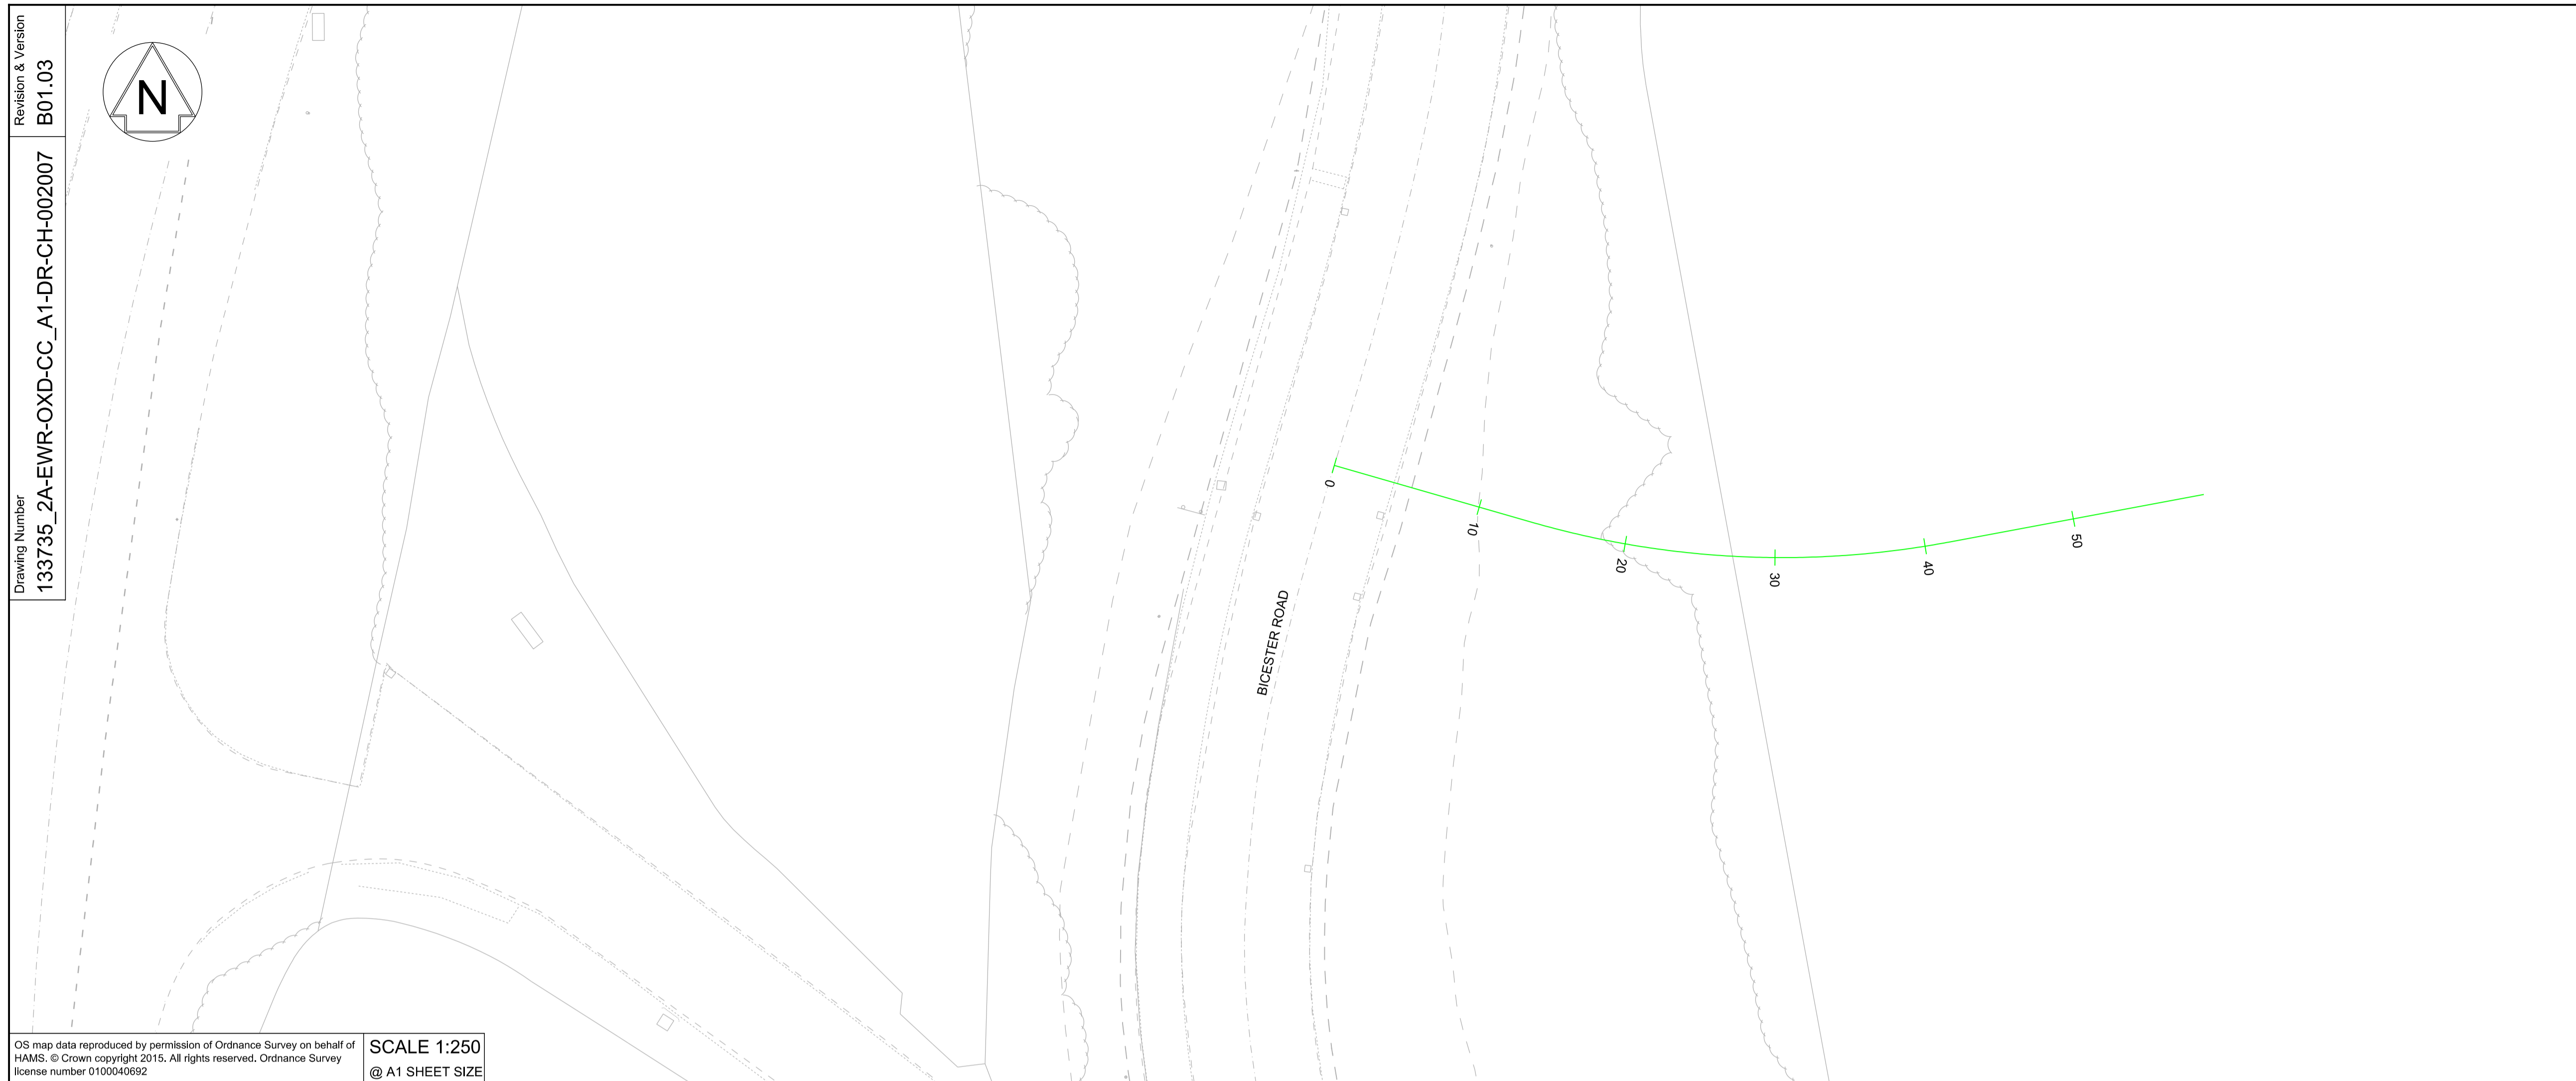 Revision & Version
B01.03
Drawing Number
133735_2A-EWR-OXD-CC_A1-DR-CH-002007
N
BICESTER ROAD
0
10
20
30
40
50
OS map data reproduced by permission of Ordnance Survey on behalf of
HAMS. © Crown copyright 2015. All rights reserved. Ordnance Survey
license number 0100040692
SCALE 1:250
@ A1 SHEET SIZE